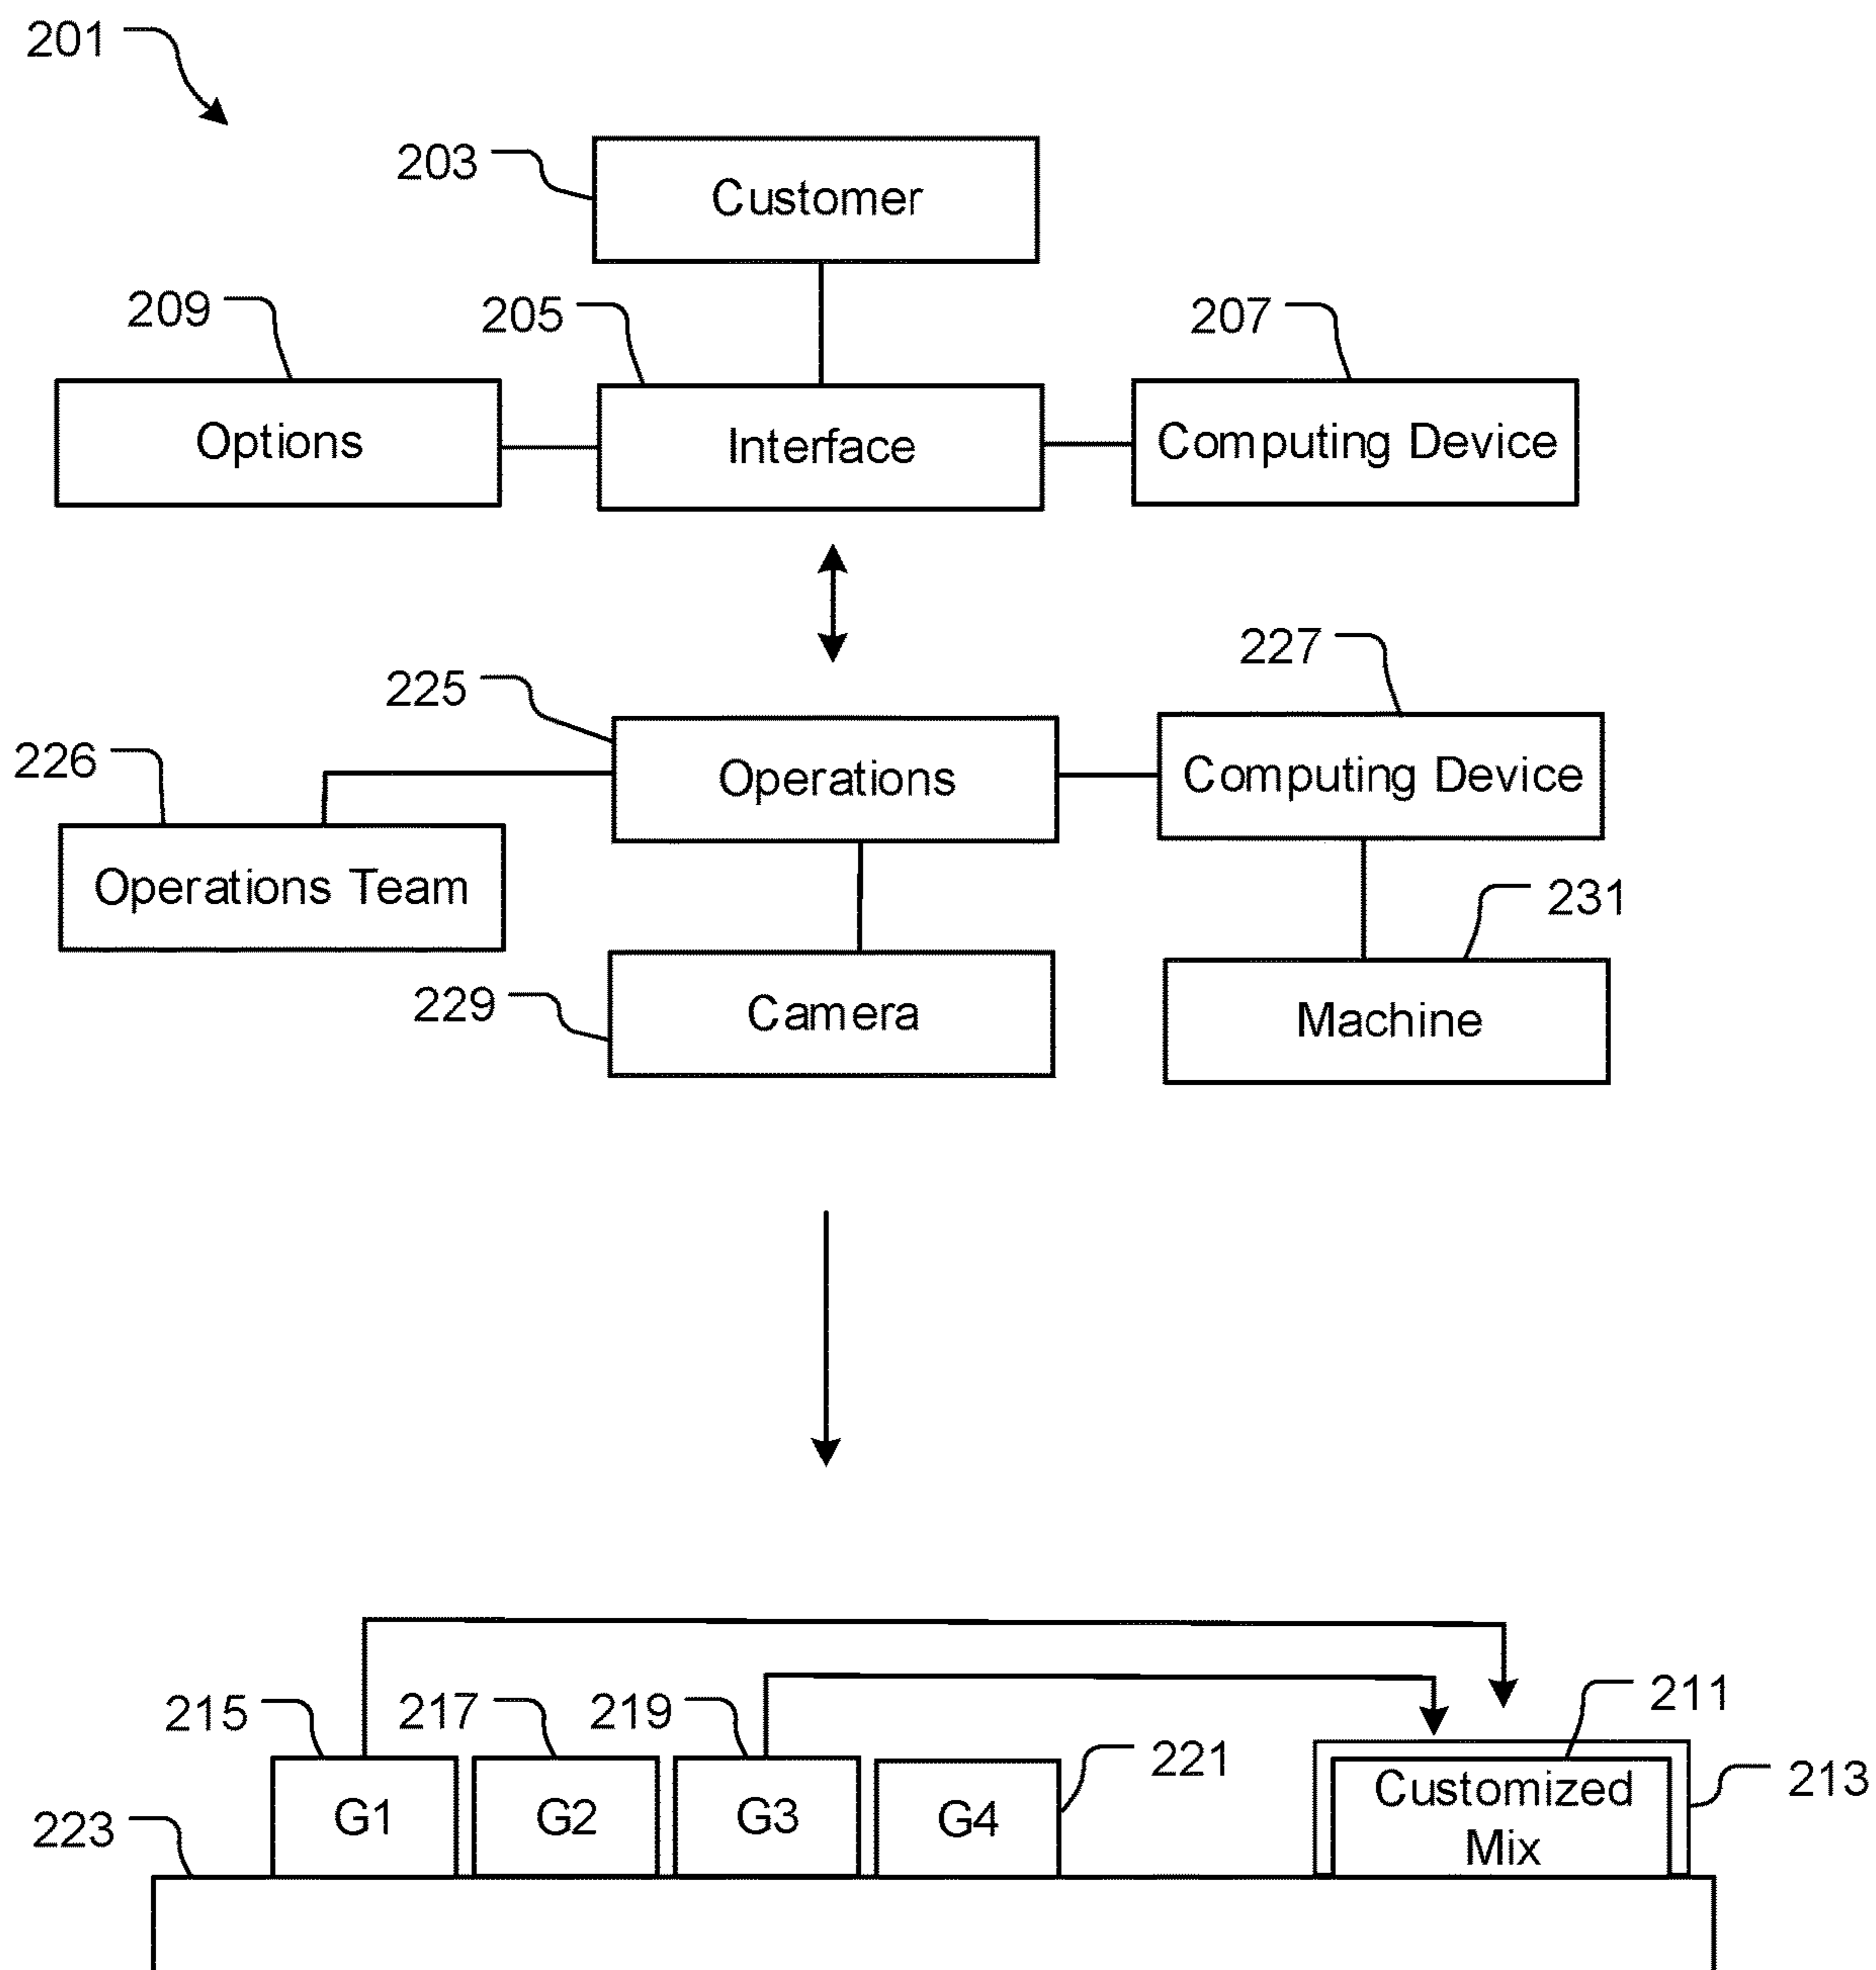 201
203
Customer
209
205
207
Options
Interface
Computing Device
227
225
226
Operations
Computing Device
Operations Team
231
229
Camera
Machine
215
217
219
211
221
213
G1
G2
G3
G4
Customized
Mix
223